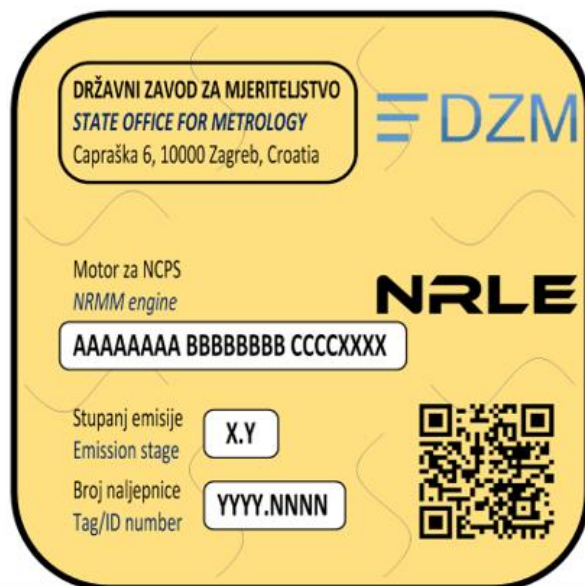 DRŽAVNI ZAVOD ZA MJERITELJSTVO
STATE OFFICE FOR METROLOGY
Capraška 6, 10000 Zagreb, Croatia
DZM
Motor za NCPS
NRMM engine
NRLE
AAAAAAAA BBBBBBBB CCCCXXXX
Stupanj emisije
Emission stage
X.Y
Broj naljepnice
Tag/ID number
YYYY.NNNN